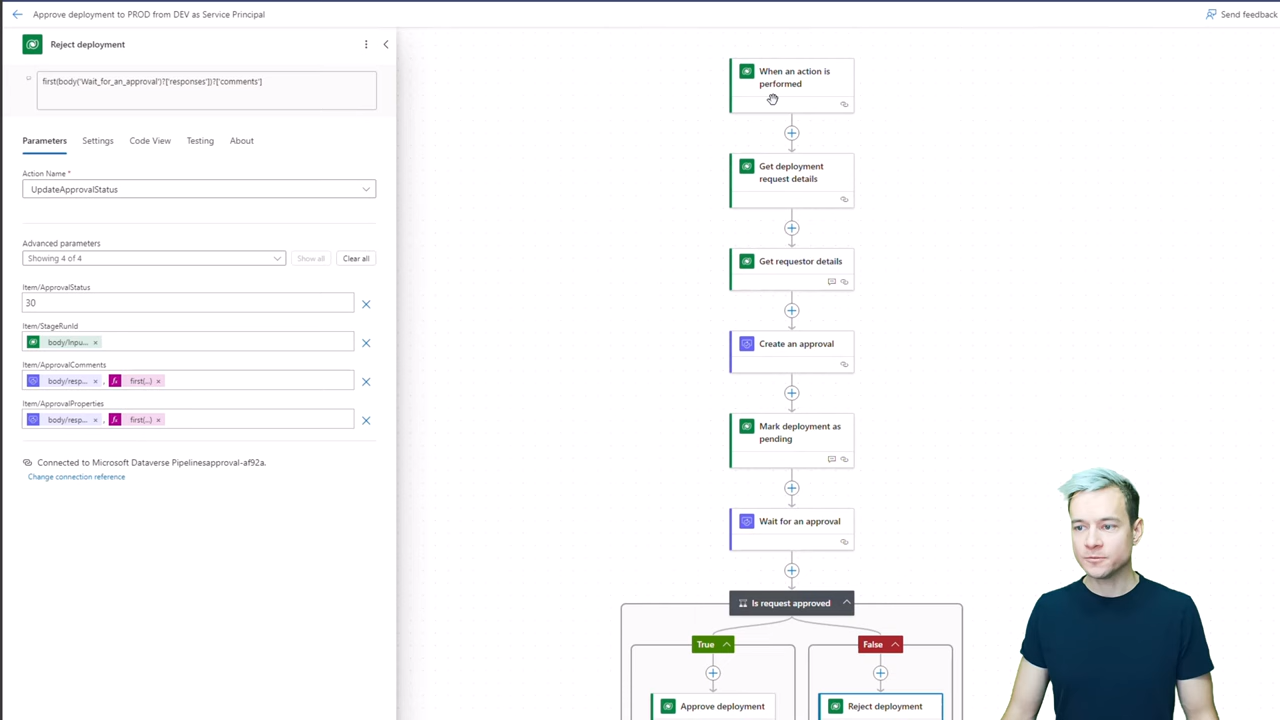 Approve deployment to PROD from DEV as Service Principal
Send feedback
Reject deployment
first(body('Wait_for_an_approval')?['responses'])?['comments']
Parameters
Settings
Code View
Testing
About
Action Name *
UpdateApprovalStatus
Advanced parameters
Showing 4 of 4
Show all
Clear all
Item/ApprovalStatus
30
Item/StageRunId
body/Inpu... ×
Item/ApprovalComments
body/resp... × , fx first(...) ×
Item/ApprovalProperties
body/resp... × , fx first(...) ×
Connected to Microsoft Dataverse Pipelinesapproval-af92a.
Change connection reference
When an action is
performed
Get deployment
request details
Get requestor details
Create an approval
Mark deployment as
pending
Wait for an approval
Is request approved
True
False
Approve deployment
Reject deployment